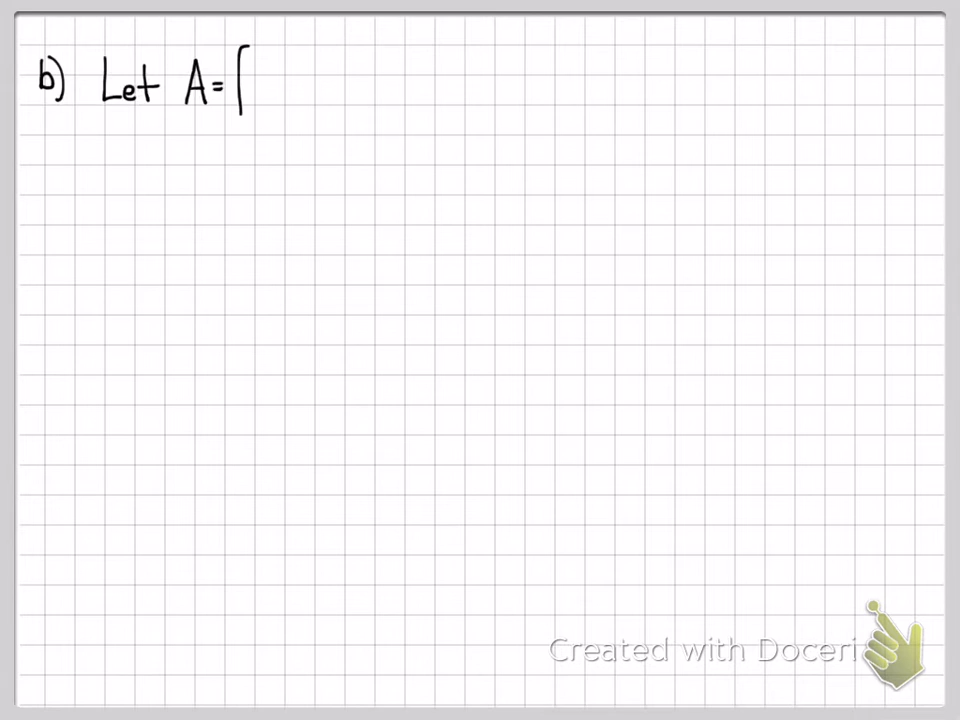 b) Let A = [
Created with Doceri